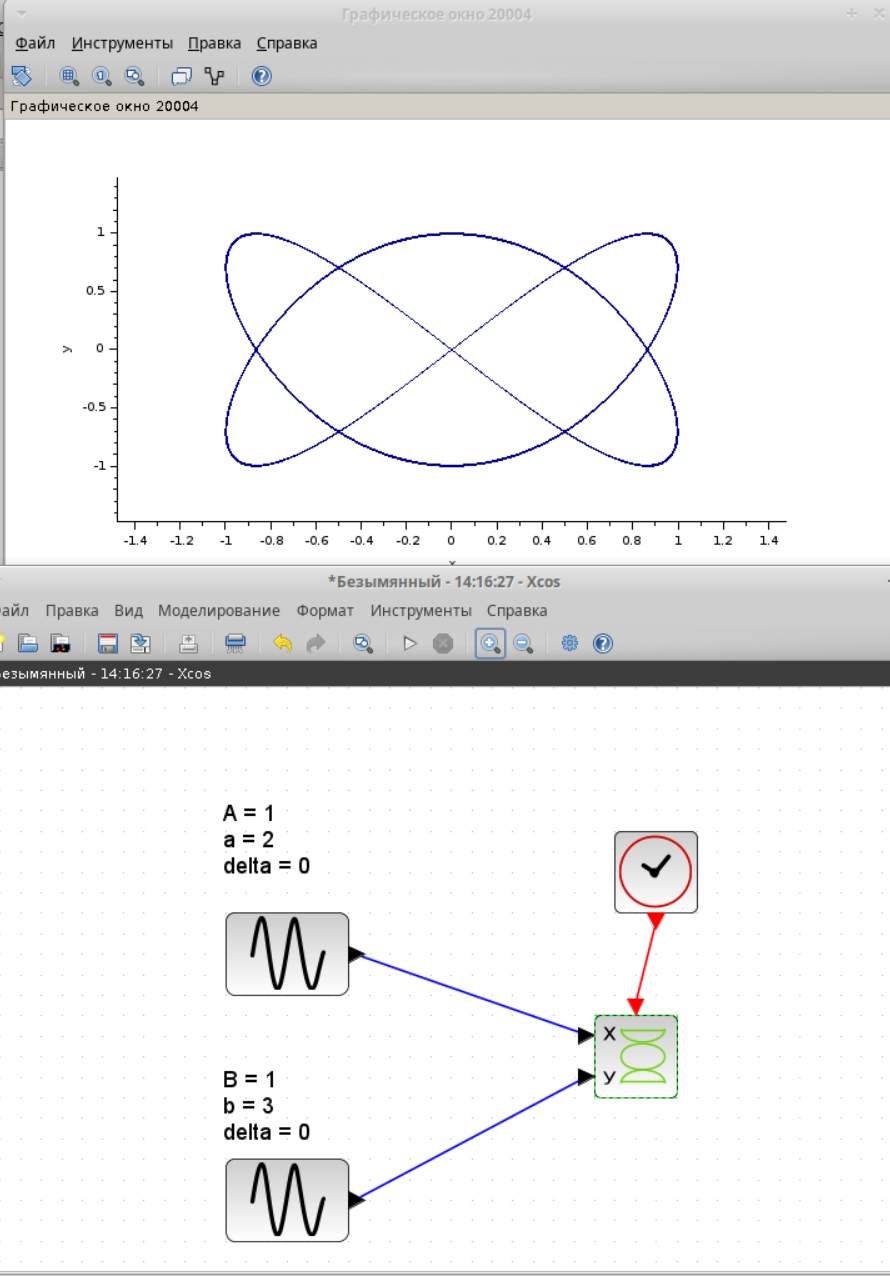 Графическое окно 20004
Файл Инструменты Правка Справка
Графическое окно 20004
1
0.5
0
-0.5
-1
y
-1.4 -1.2 -1 -0.8 -0.6 -0.4 -0.2 0 0.2 0.4 0.6 0.8 1 1.2 1.4
x
*Безымянный - 14:16:27 - Xcos
айл Правка Вид Моделирование Формат Инструменты Справка
езымянный - 14:16:27 - Xcos
A = 1
a = 2
delta = 0
X
y
B = 1
b = 3
delta = 0